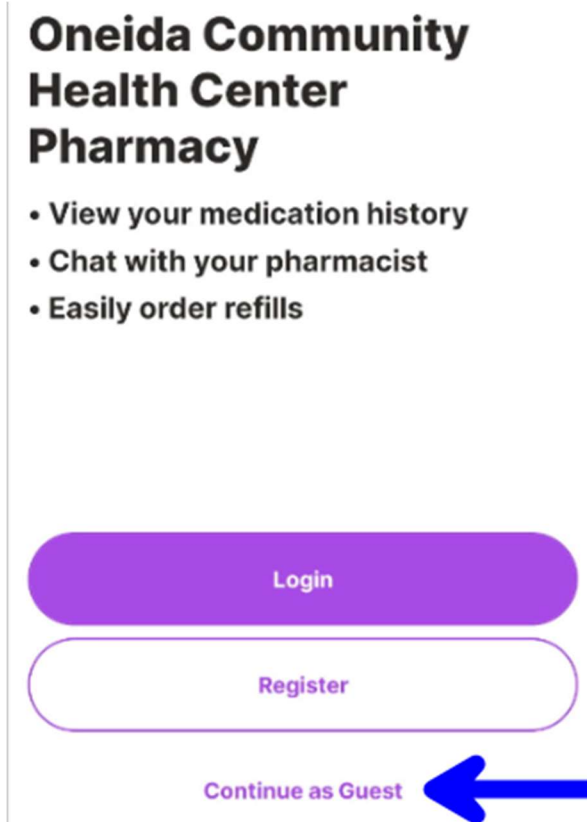 Oneida Community
Health Center
Pharmacy
• View your medication history
• Chat with your pharmacist
• Easily order refills
Login
Register
Continue as Guest